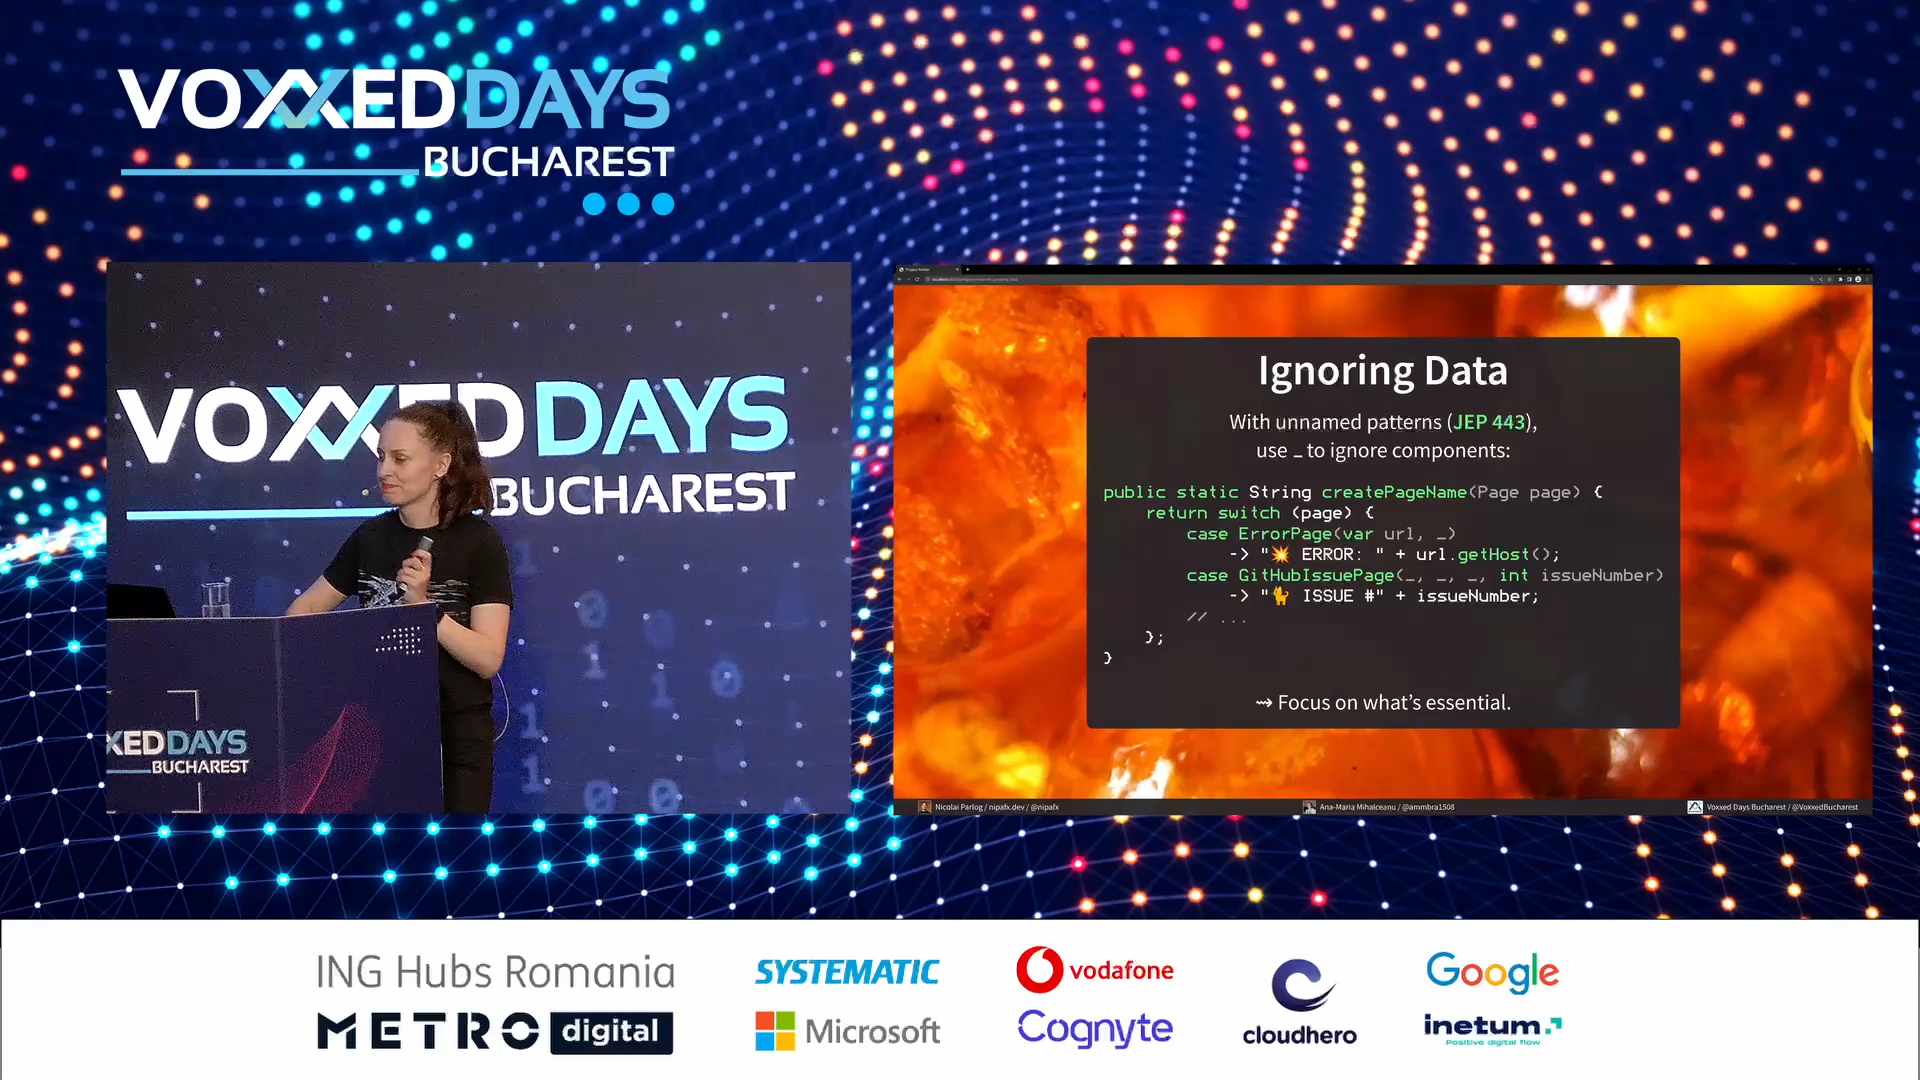 VOXXEDDAYS
BUCHAREST
VOXXEDDAYS
BUCHAREST
XEDDAYS
BUCHAREST
Ignoring Data
With unnamed patterns (JEP 443),
use _ to ignore components:
public static String createPageName(Page page) {
return switch (page) {
case ErrorPage(var url, _)
-> "💥 ERROR: " + url.getHost();
case GitHubIssuePage(_, _, _, int issueNumber)
-> "🐈 ISSUE #" + issueNumber;
// ...
};
}
⇝ Focus on what's essential.
Nicolai Parlog / nipafx.dev / @nipafx
Ana-Maria Mihalceanu / @ammbra1508
Voxxed Days Bucharest / @VoxxedBucharest
ING Hubs Romania
SYSTEMATIC
vodafone
cloudhero
Google
METRO digital
Microsoft
Cognyte
inetum.
Positive digital flow